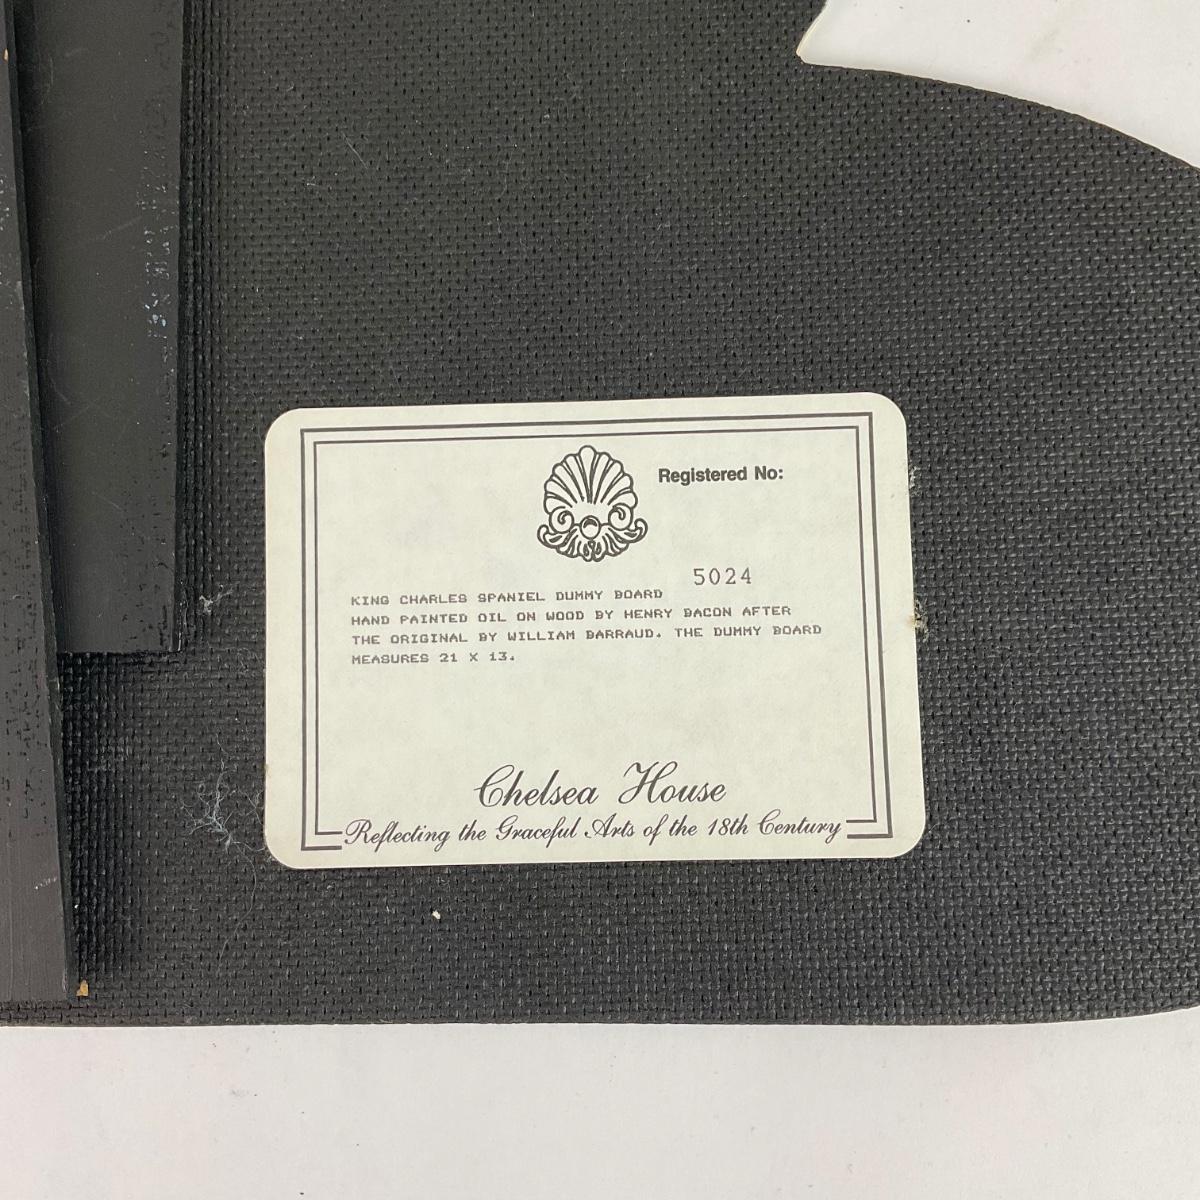 Registered No:
5024
KING CHARLES SPANIEL DUMMY BOARD
HAND PAINTED OIL ON WOOD BY HENRY BACON AFTER
THE ORIGINAL BY WILLIAM BARRAUD. THE DUMMY BOARD
MEASURES 21 X 13.
Chelsea House
Reflecting the Graceful Arts of the 18th Century